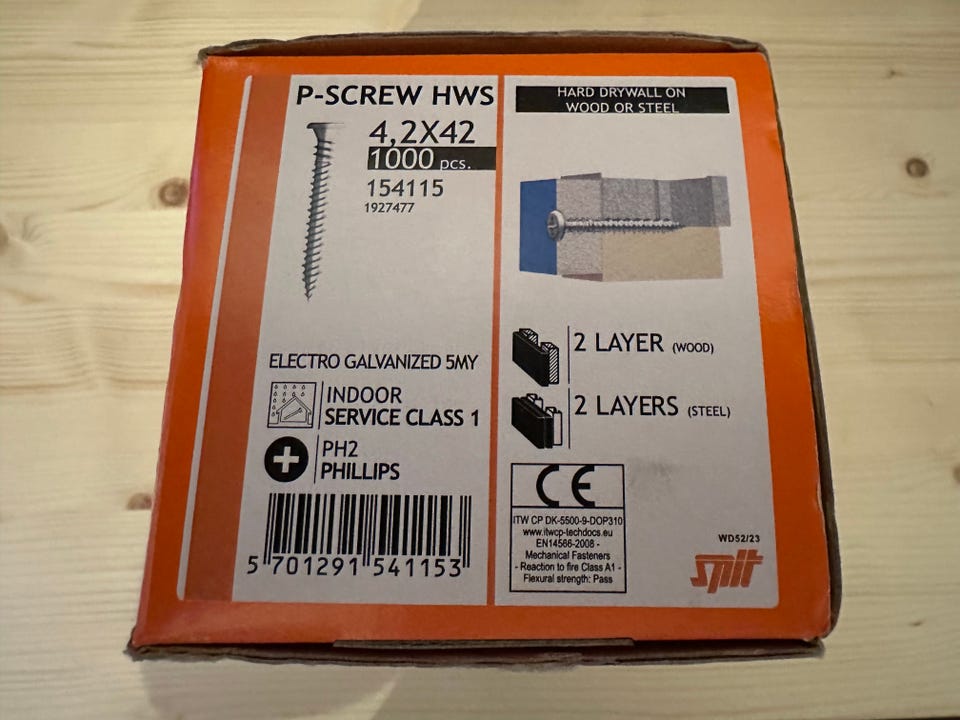 P-SCREW HWS
4,2X42
1000 pcs.
154115
1927477
ELECTRO GALVANIZED 5MY
INDOOR
SERVICE CLASS 1
PH2
PHILLIPS
5 701291 541153
HARD DRYWALL ON
WOOD OR STEEL
2 LAYER (WOOD)
2 LAYERS (STEEL)
CE
ITW CP DK-5500-9-DOP310
www.itwcp-techdocs.eu
EN14566-2008 -
Mechanical Fasteners
- Reaction to fire Class A1 -
Flexural strength: Pass
WD52/23
spit